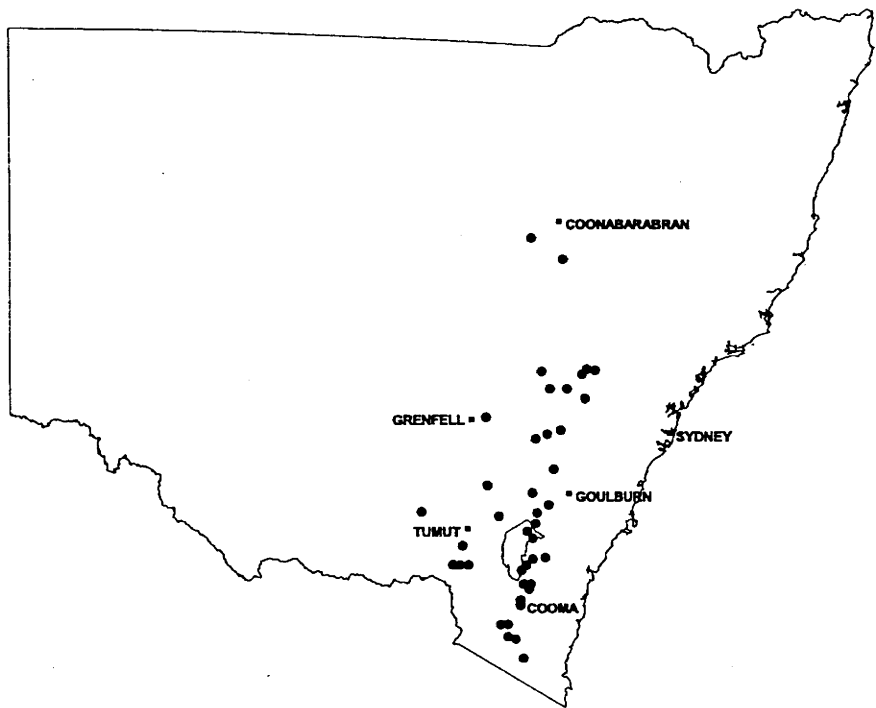 COONABARABRAN
GRENFELL
SYDNEY
GOULBURN
TUMUT
COOMA